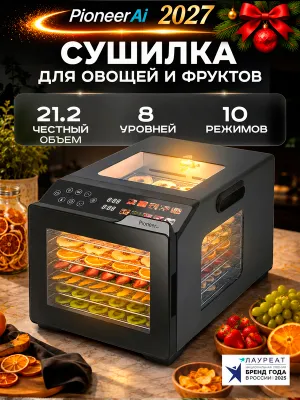 PioneerAi 2027
СУШИЛКА
ДЛЯ ОВОЩЕЙ И ФРУКТОВ
21.2
ЧЕСТНЫЙ
ОБЪЕМ
8
УРОВНЕЙ
10
РЕЖИМОВ
Pioneer
ЛАУРЕАТ
БРЕНД ГОДА
В РОССИИ 2025